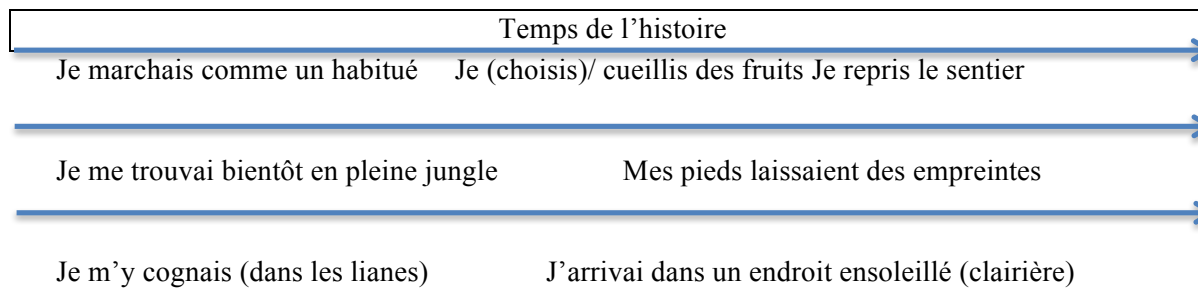 Temps de l’histoire
Je marchais comme un habitué Je (choisis)/ cueillis des fruits Je repris le sentier
Je me trouvai bientôt en pleine jungle Mes pieds laissaient des empreintes
Je m’y cognais (dans les lianes) J’arrivai dans un endroit ensoleillé (clairière)